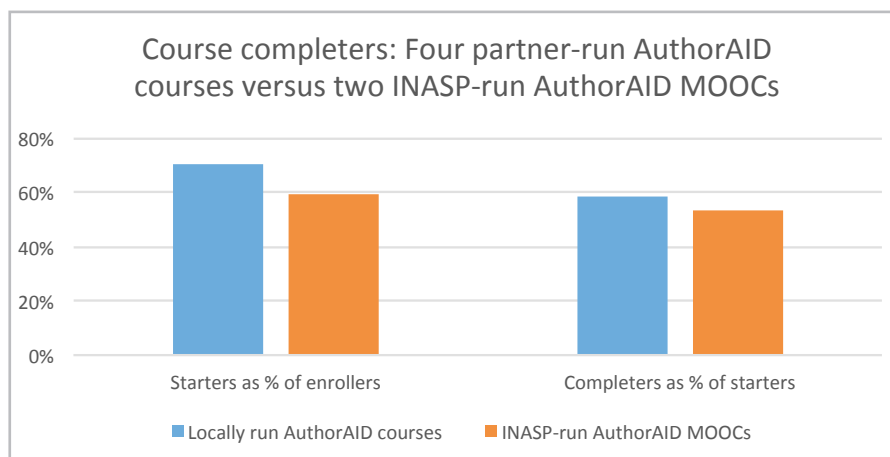 Course completers: Four partner-run AuthorAID
courses versus two INASP-run AuthorAID MOOCs
80%
60%
40%
20%
0%
Starters as % of enrollers
Completers as % of starters
Locally run AuthorAID courses
INASP-run AuthorAID MOOCs